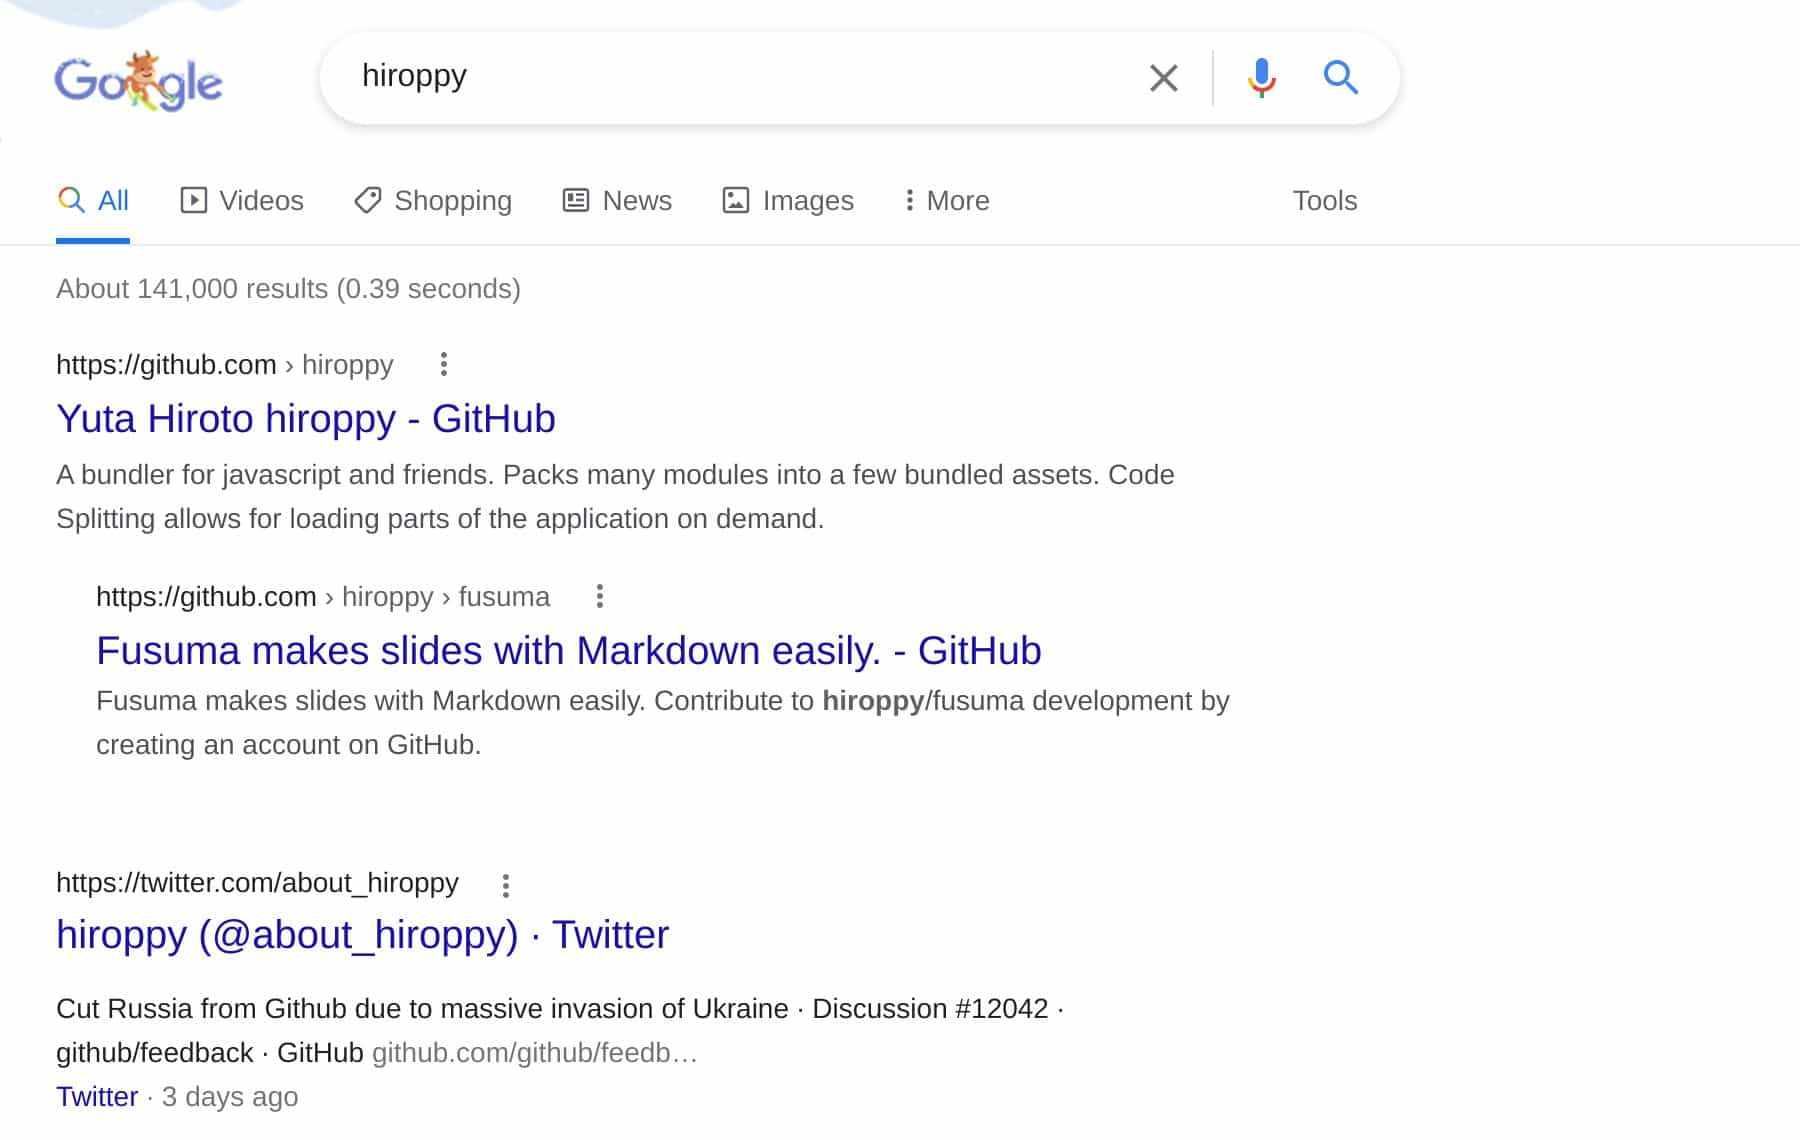 Google
hiroppy
All Videos Shopping News Images More Tools
About 141,000 results (0.39 seconds)
https://github.com › hiroppy
Yuta Hiroto hiroppy - GitHub
A bundler for javascript and friends. Packs many modules into a few bundled assets. Code
Splitting allows for loading parts of the application on demand.
https://github.com › hiroppy › fusuma
Fusuma makes slides with Markdown easily. - GitHub
Fusuma makes slides with Markdown easily. Contribute to hiroppy/fusuma development by
creating an account on GitHub.
https://twitter.com/about_hiroppy
hiroppy (@about_hiroppy) · Twitter
Cut Russia from Github due to massive invasion of Ukraine · Discussion #12042 ·
github/feedback · GitHub github.com/github/feedb…
Twitter · 3 days ago